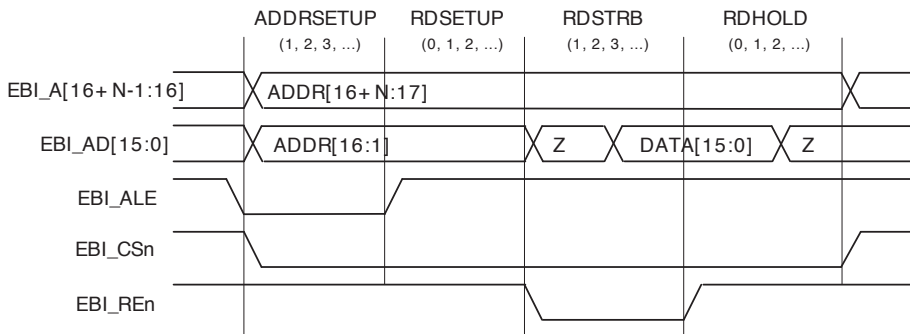 ADDRSETUP RDSETUP RDSTRB RDHOLD
(1, 2, 3, ...) (0, 1, 2, ...) (1, 2, 3, ...) (0, 1, 2, ...)
EBI_A[16+N-1:16] ADDR[16+N:17]
EBI_AD[15:0] ADDR[16:1] Z DATA[15:0] Z
EBI_ALE
EBI_CSn
EBI_REn